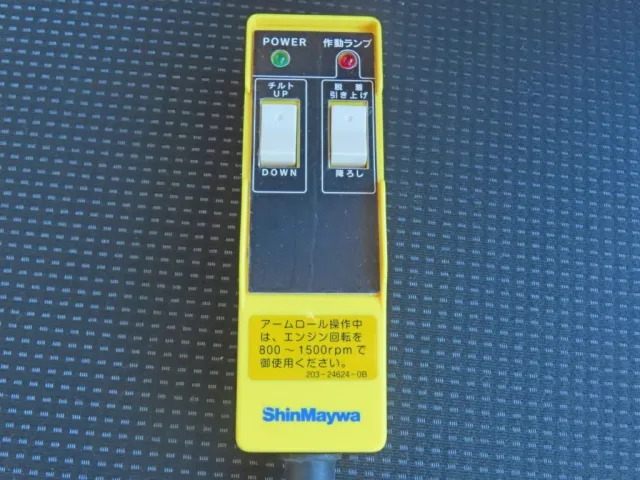 POWER 作動ランプ
チルト
UP
DOWN
脱着
引き上げ
降ろし
アームロール操作中
は、エンジン回転を
800～1500rpmで
御使用ください。
203-24624-0B
ShinMaywa